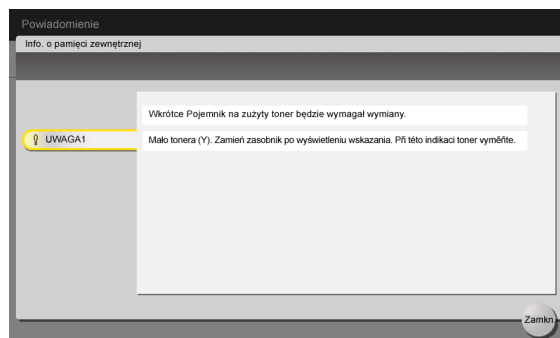 Powiadomienie
Info. o pamięci zewnętrznej
Wkrótce Pojemnik na zużyty toner będzie wymagał wymiany.
UWAGA1
Mało tonera (Y). Zamień zasobnik po wyświetleniu wskazania. Při této indikaci toner vyměňte.
Zamkn